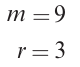 m = 9
r = 3